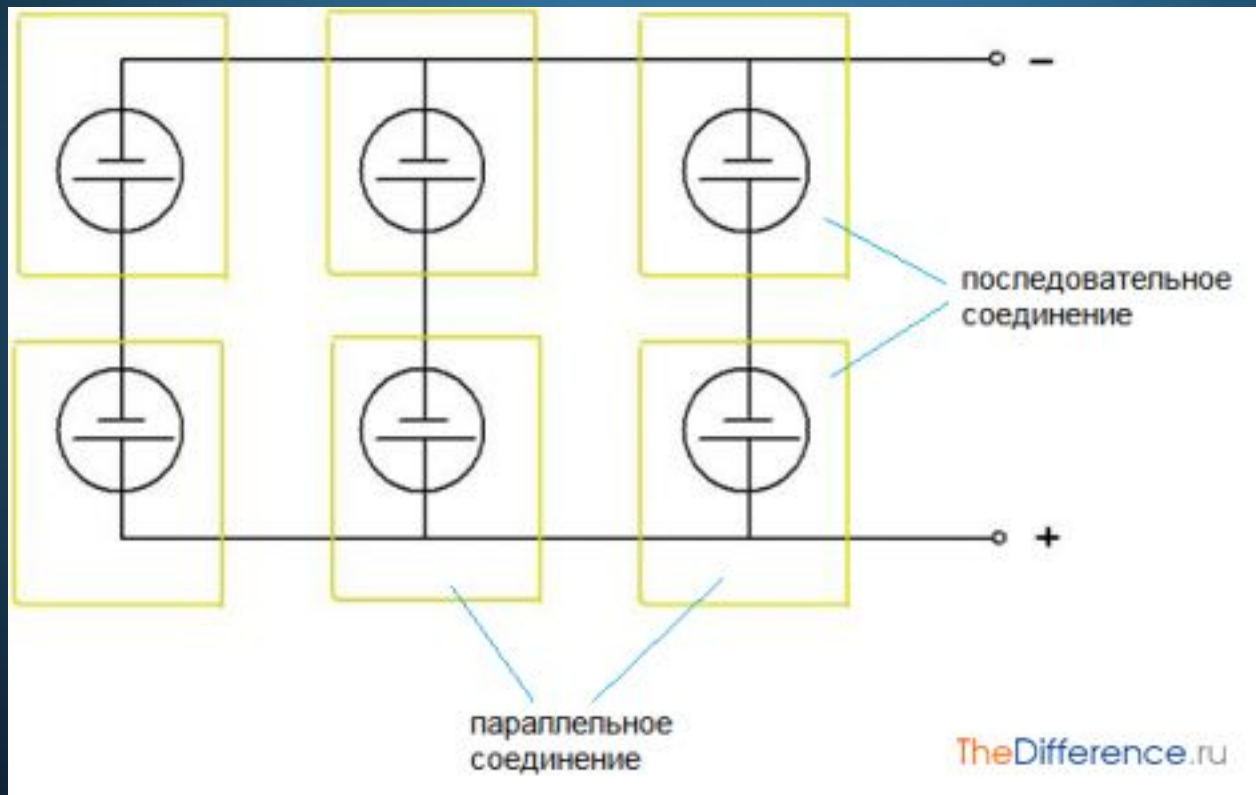 –
последовательное
соединение
+
параллельное
соединение
TheDifference.ru